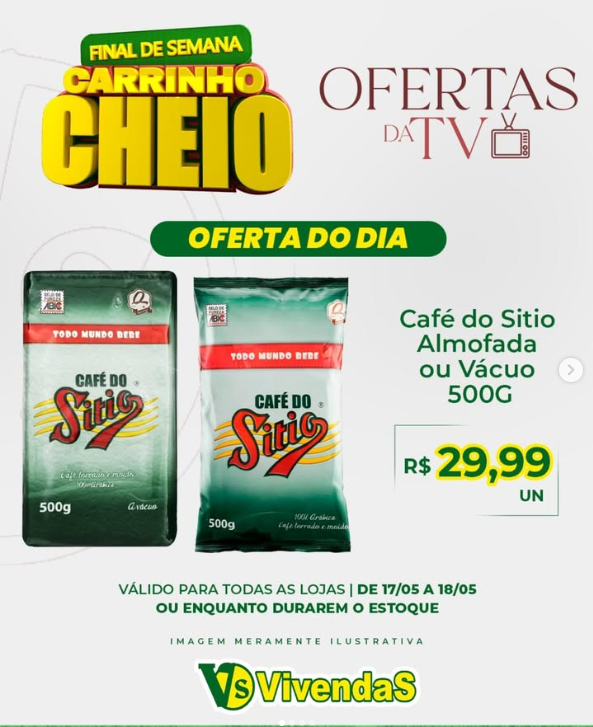 FINAL DE SEMANA
CARRINHO
CHEIO
OFERTAS
DA TV
OFERTA DO DIA
TODO MUNDO BEBE
CAFÉ DO
Sitio
500g
a vácuo
TODO MUNDO BEBE
CAFÉ DO
Sitio
500g
100% Arábica
Café torrado e moído
Café do Sitio
Almofada
ou Vácuo
500G
R$ 29,99
UN
VÁLIDO PARA TODAS AS LOJAS | DE 17/05 A 18/05
OU ENQUANTO DURAREM O ESTOQUE
IMAGEM MERAMENTE ILUSTRATIVA
Vs VivendaS